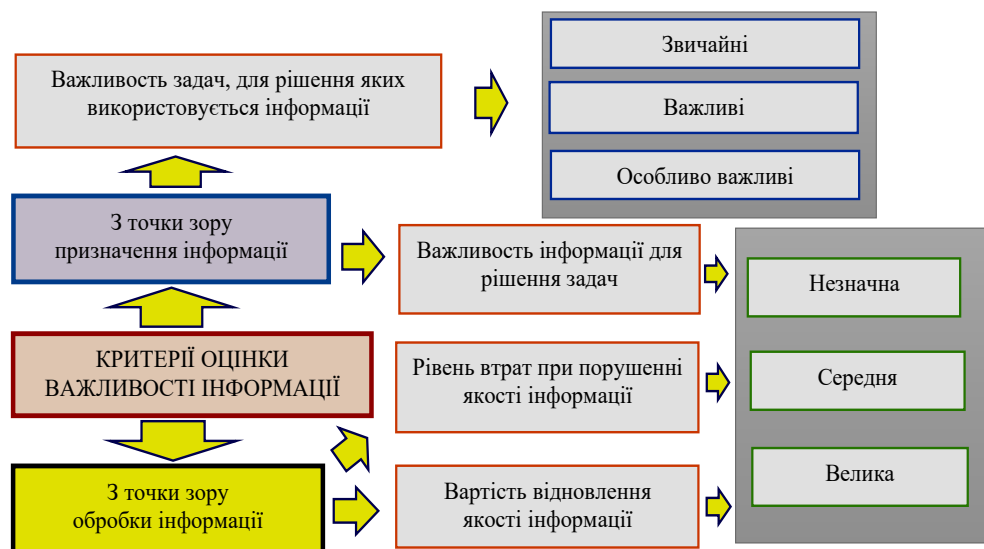 Важливость задач, для рішення яких
використовується інформації
Звичайні
Важливі
Особливо важливі
З точки зору
призначення інформації
Важливость інформації для
рішення задач
Незначна
КРИТЕРІЇ ОЦІНКИ
ВАЖЛИВОСТІ ІНФОРМАЦІЇ
Рівень втрат при порушенні
якості інформації
Середня
З точки зору
обробки інформації
Вартість відновлення
якості інформації
Велика